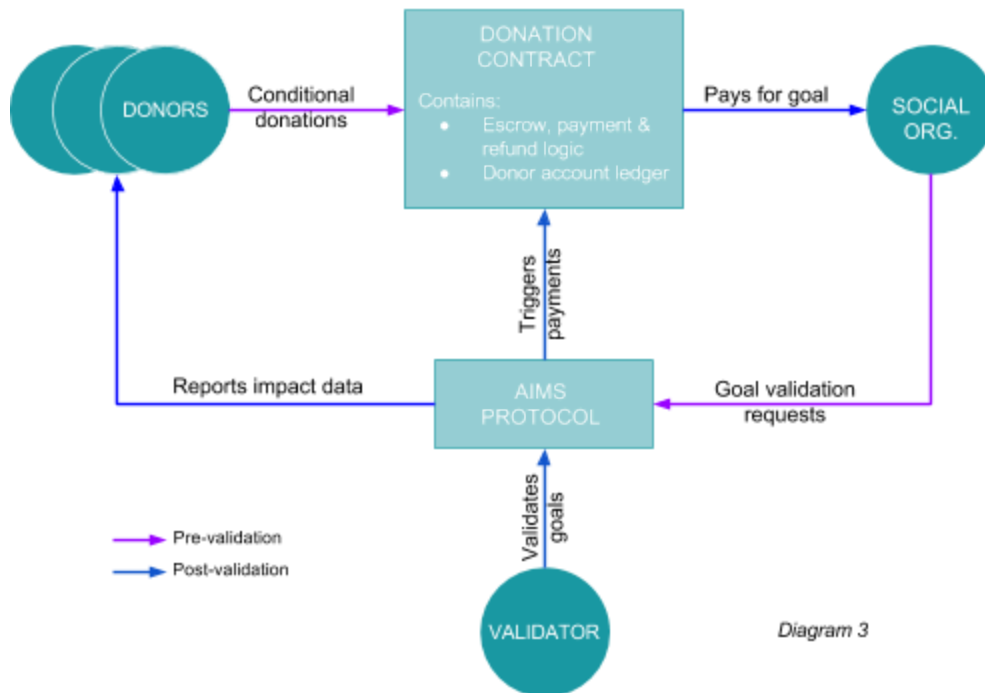 DONATION
CONTRACT
Contains:
● Escrow, payment &
refund logic
● Donor account ledger
DONORS
Conditional
donations
Pays for goal
SOCIAL
ORG.
Triggers
payments
Reports impact data
AIMS
PROTOCOL
Goal validation
requests
Validates
goals
Pre-validation
Post-validation
VALIDATOR
Diagram 3